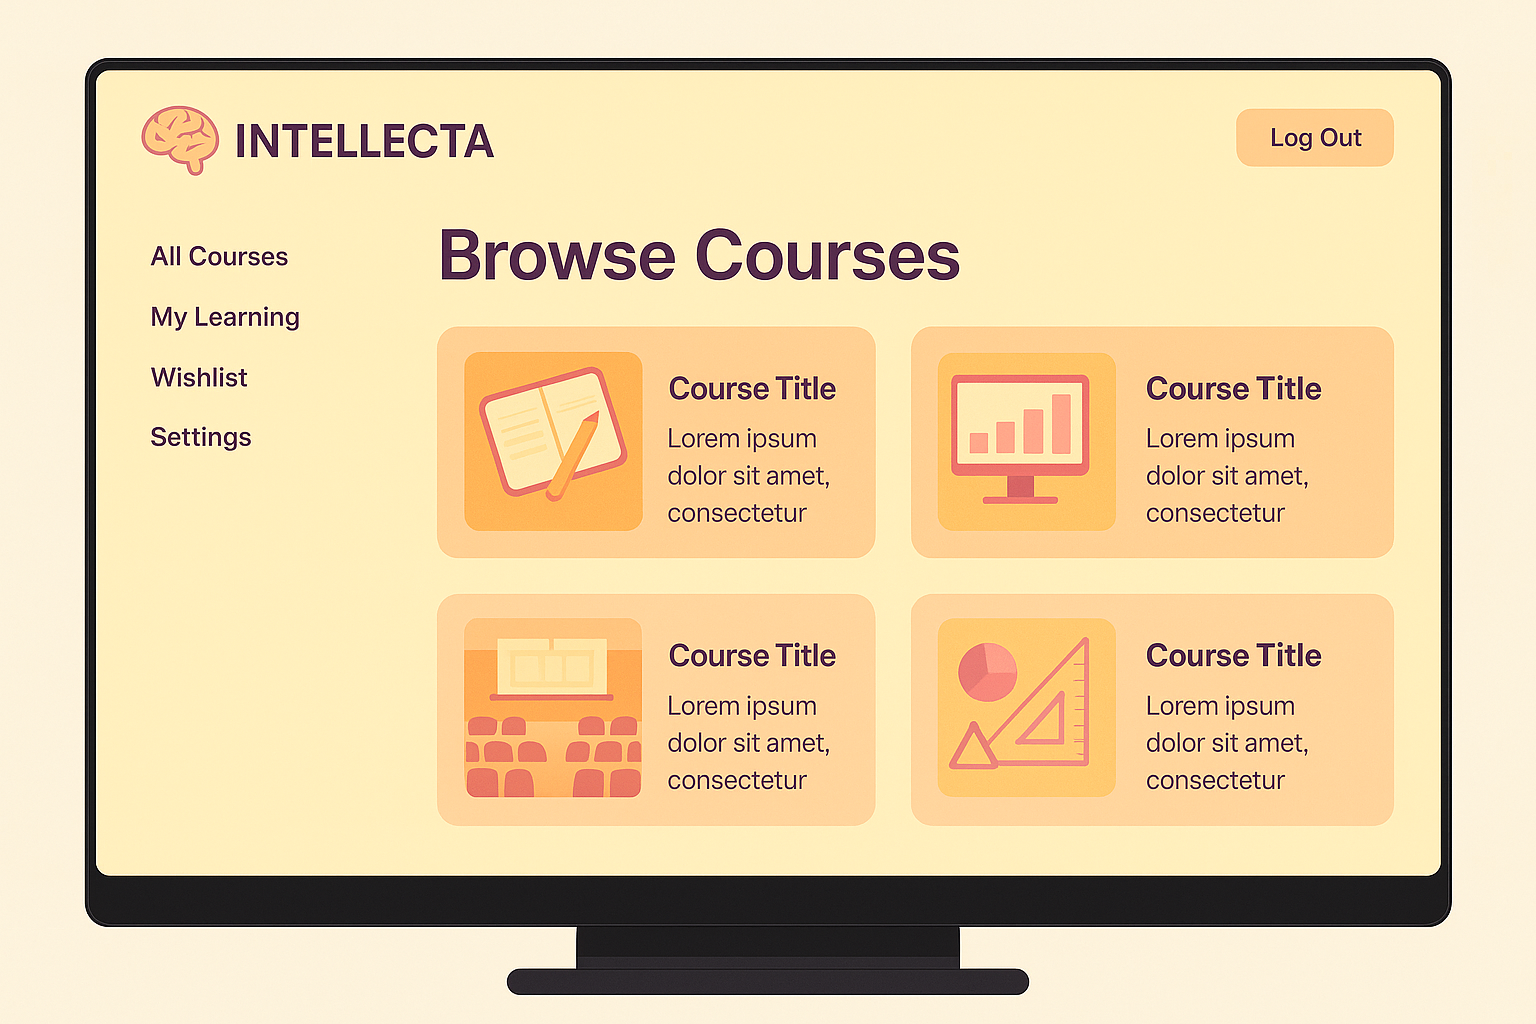 INTELLECTA
Log Out
All Courses
My Learning
Wishlist
Settings
Browse Courses
Course Title
Lorem ipsum
dolor sit amet,
consectetur
Course Title
Lorem ipsum
dolor sit amet,
consectetur
Course Title
Lorem ipsum
dolor sit amet,
consectetur
Course Title
Lorem ipsum
dolor sit amet,
consectetur